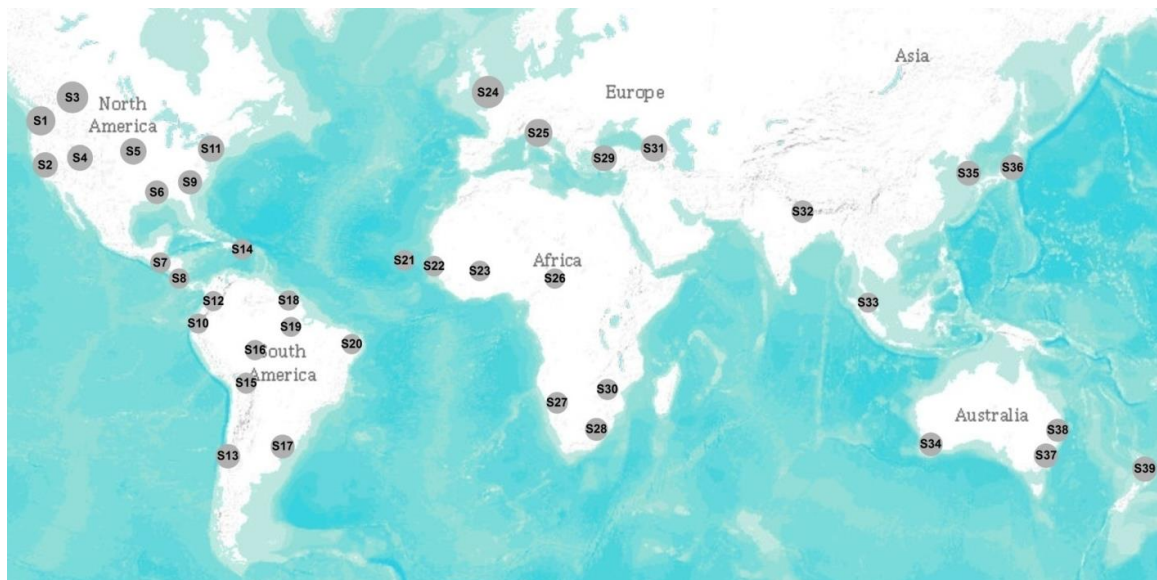 Asia
S24
Europe
S3
North
America
S1
S25
S11
S31
S5
S4
S29
S2
S36
S35
S9
S6
S32
S14
S21
Africa
S7
S22
S23
S8
S26
S12
S18
S33
S10
S19
S20
S16
South
America
S15
S30
S27
Australia
S28
S38
S34
S17
S13
S37
S39